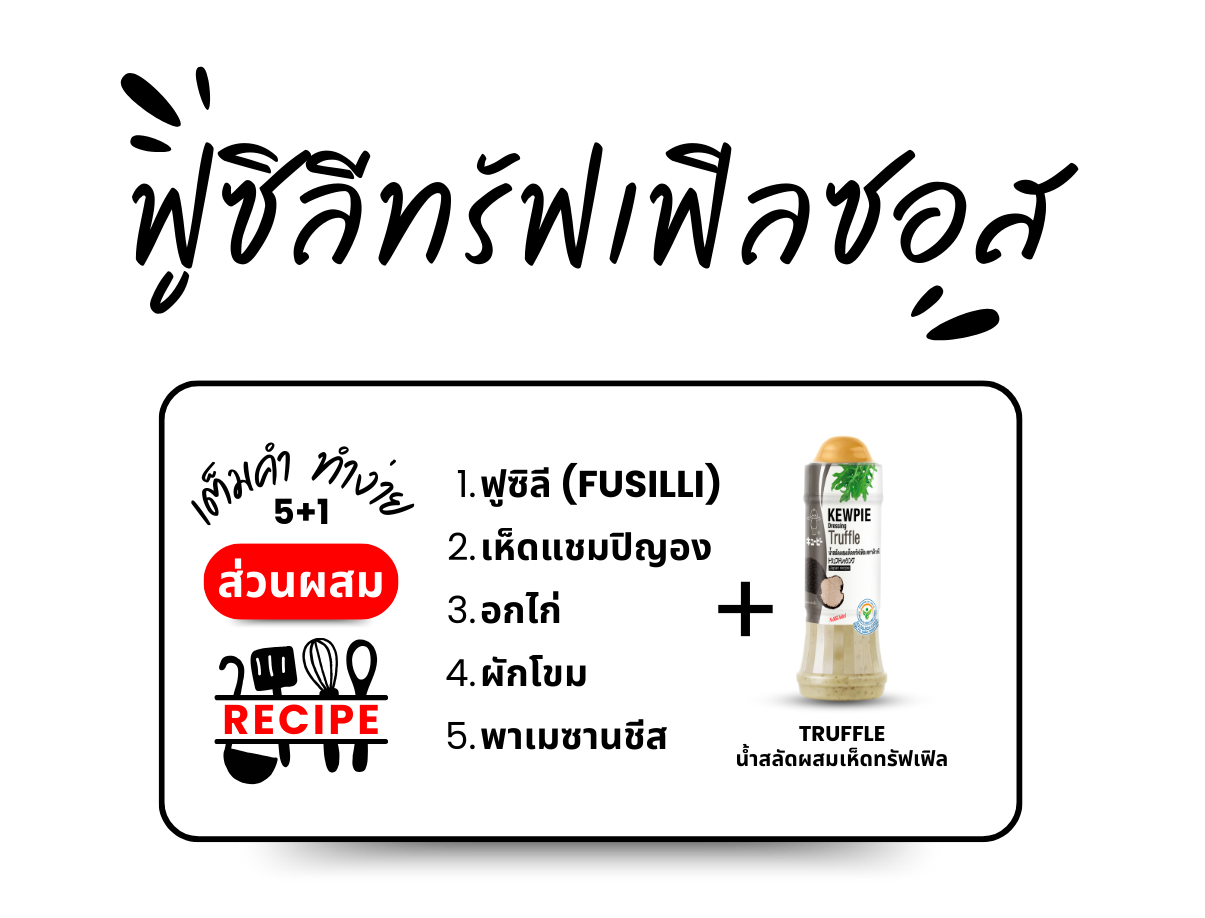 ฟูซิลีทรัฟเฟิลซอส
เต็มคำ ทำง่าย
5+1
ส่วนผสม
RECIPE
1. ฟูซิลี (FUSILLI)
2. เห็ดแชมปิญอง
3. อกไก่
4. ผักโขม
5. พาเมซานชีส
+
KEWPIE
Dressing
Truffle
TRUFFLE
น้ำสลัดผสมเห็ดทรัฟเฟิล